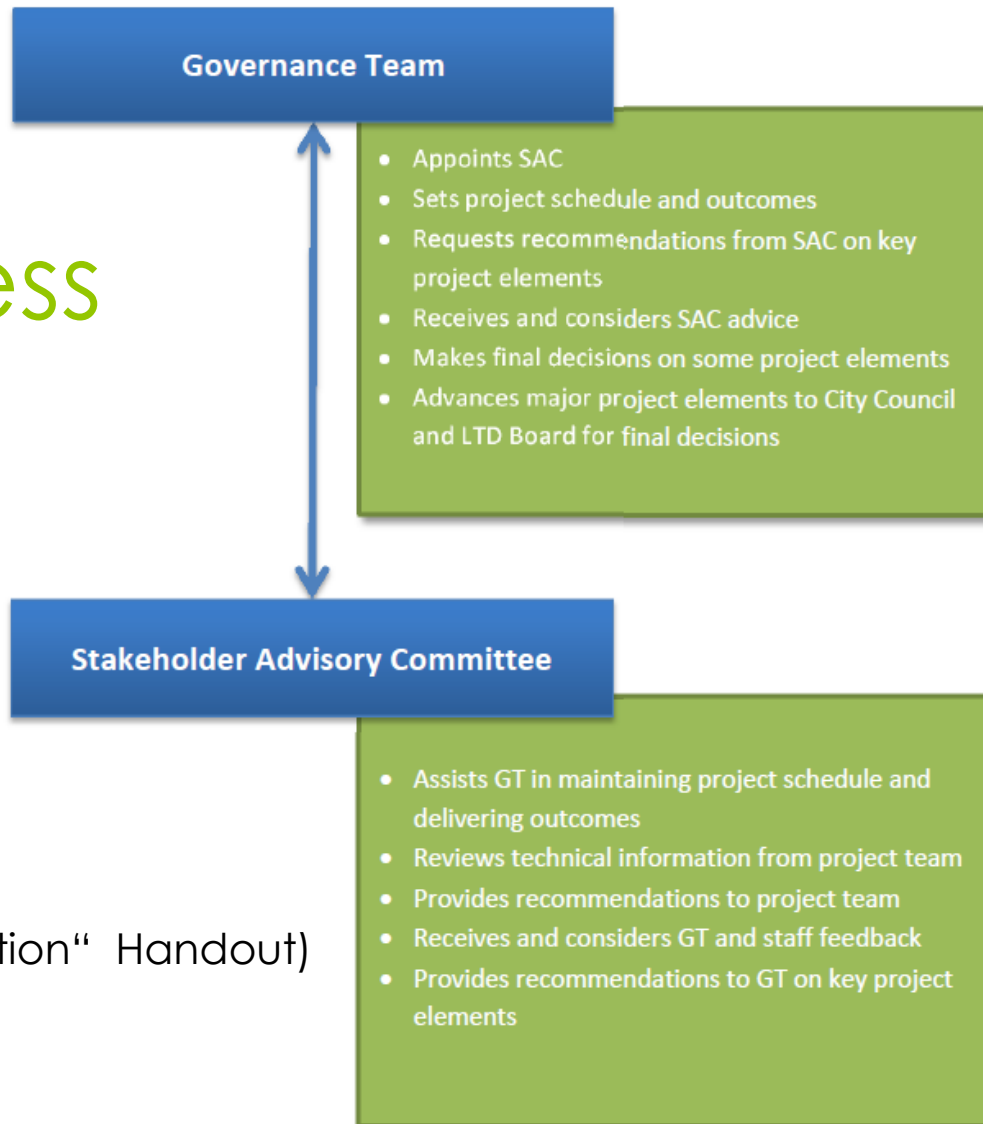 Governance Team
• Appoints SAC
• Sets project schedule and outcomes
• Requests recommendations from SAC on key
project elements
• Receives and considers SAC advice
• Makes final decisions on some project elements
• Advances major project elements to City Council
and LTD Board for final decisions
ess
Stakeholder Advisory Committee
• Assists GT in maintaining project schedule and
delivering outcomes
• Reviews technical information from project team
• Provides recommendations to project team
• Receives and considers GT and staff feedback
• Provides recommendations to GT on key project
elements
tion“ Handout)